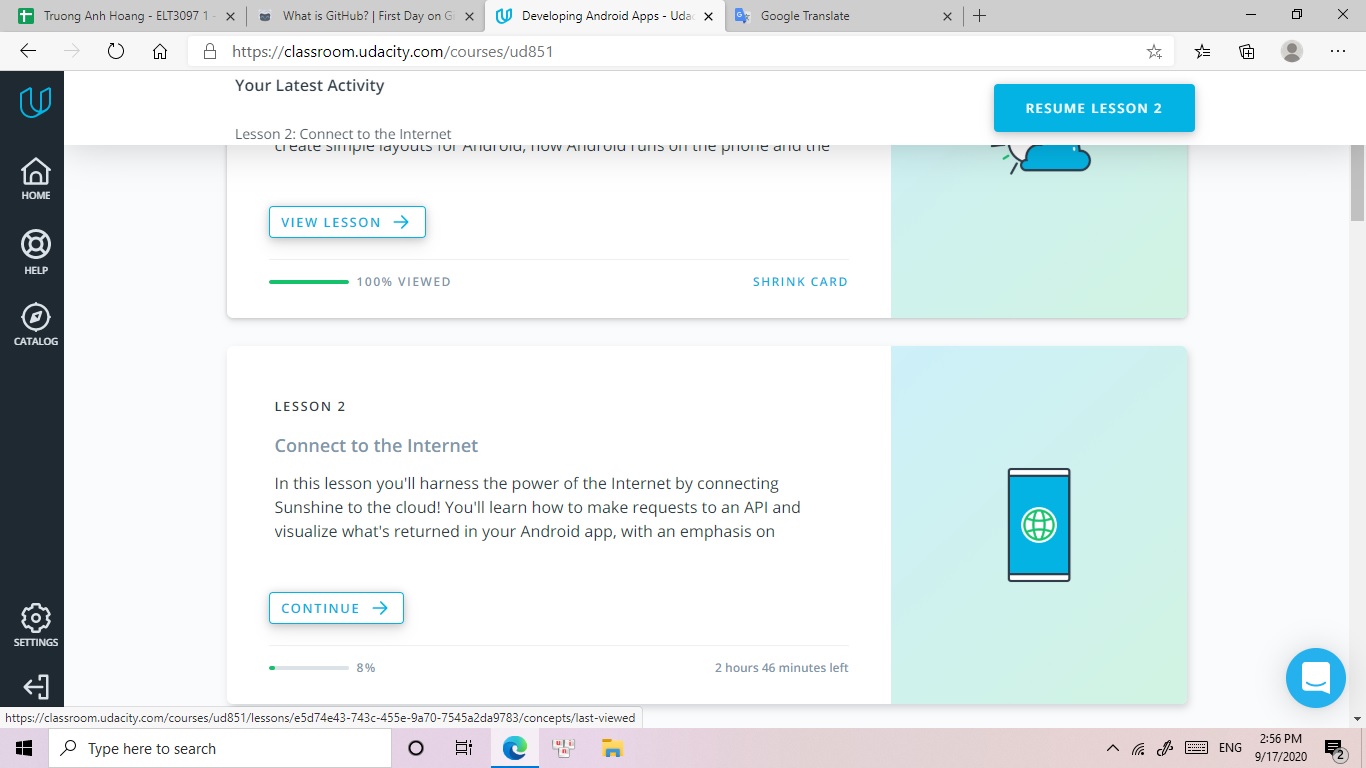 Truong Anh Hoang - ELT3097 1 -
What is GitHub? | First Day on G
Developing Android Apps - Uda
Google Translate
https://classroom.udacity.com/courses/ud851
Your Latest Activity
RESUME LESSON 2
Lesson 2: Connect to the Internet
create simple layouts for Android, how Android runs on the phone and the
HOME
VIEW LESSON
HELP
100% VIEWED
SHRINK CARD
CATALOG
LESSON 2
Connect to the Internet
In this lesson you'll harness the power of the Internet by connecting
Sunshine to the cloud! You'll learn how to make requests to an API and
visualize what's returned in your Android app, with an emphasis on
CONTINUE
SETTINGS
8%
2 hours 46 minutes left
https://classroom.udacity.com/courses/ud851/lessons/e5d74e43-743c-455e-9a70-7545a2da9783/concepts/last-viewed
Type here to search
ENG
2:56 PM
9/17/2020
2